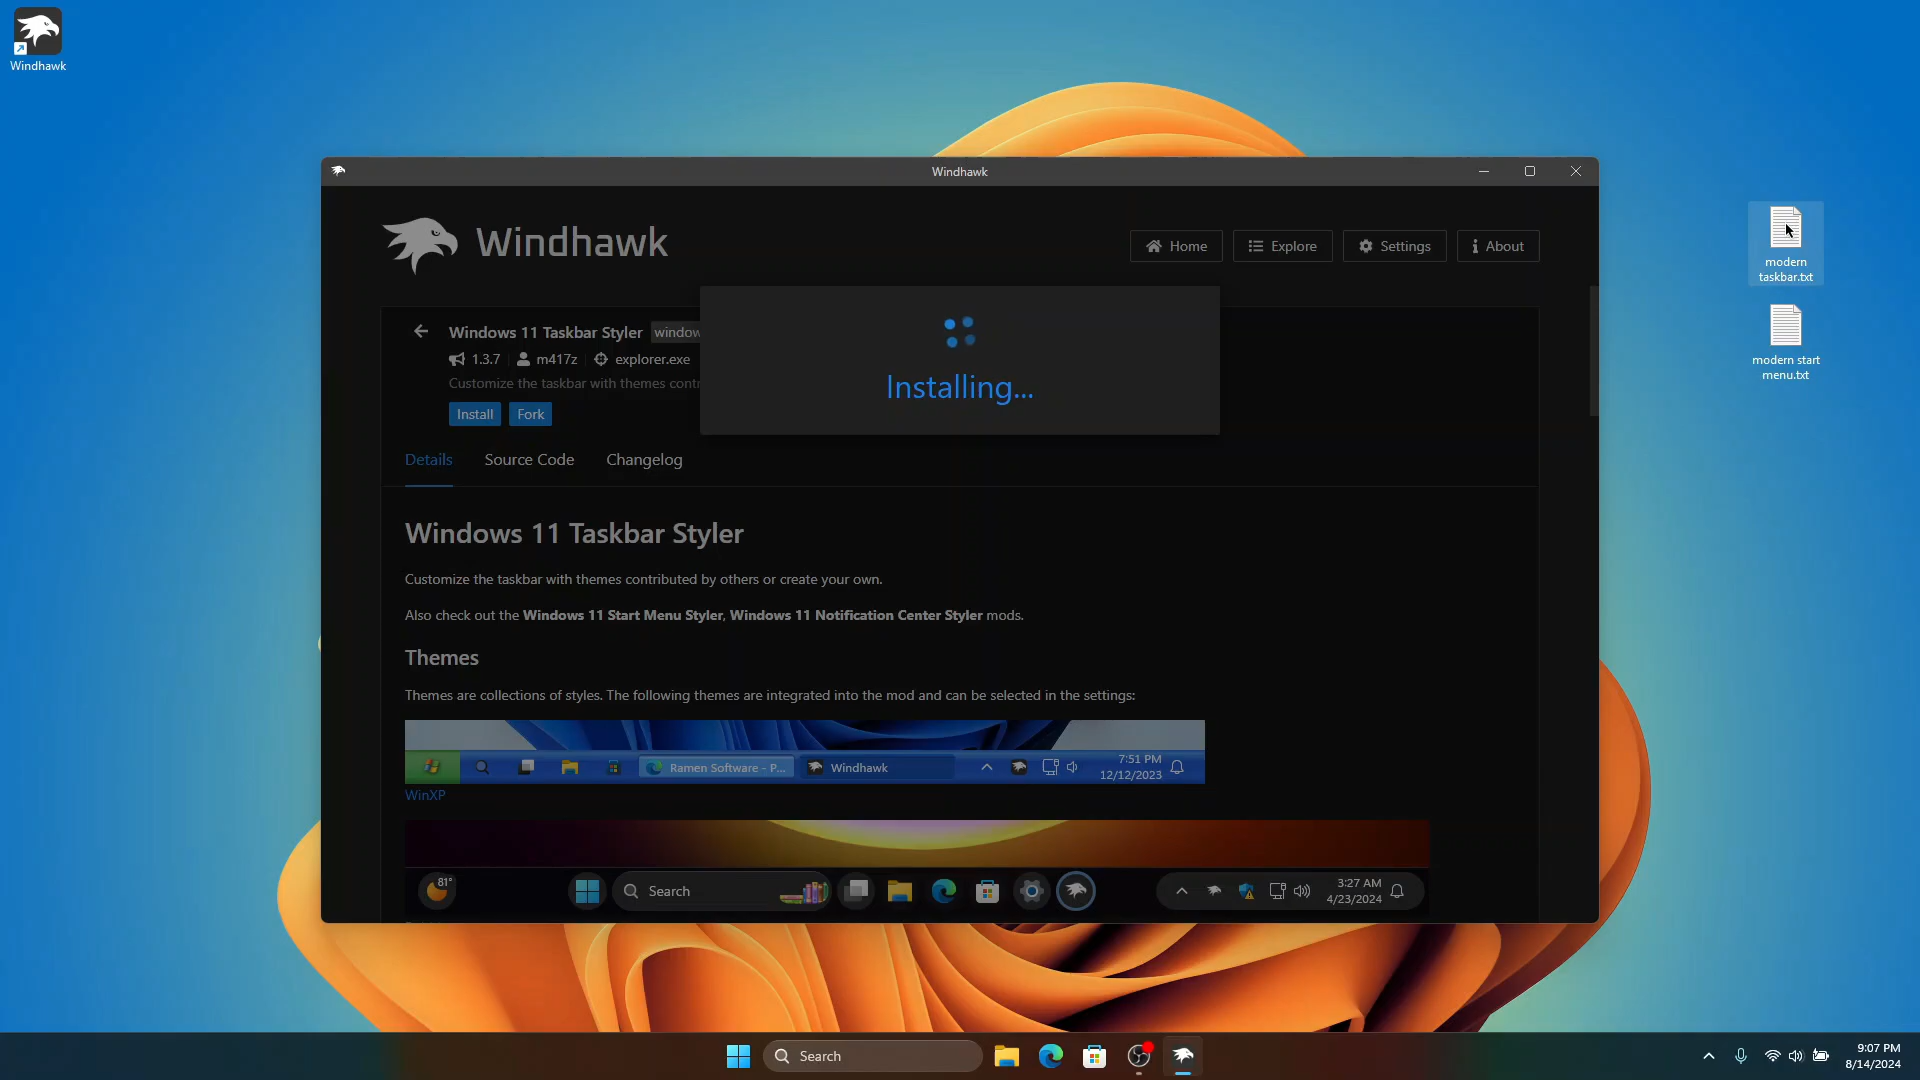 Windhawk
Windhawk
Windhawk
Home
Explore
Settings
About
modern
taskbar.txt
modern start
menu.txt
Windows 11 Taskbar Styler
window
1.3.7
m417z
explorer.exe
Customize the taskbar with themes contr
Install
Fork
Installing...
Details
Source Code
Changelog
Windows 11 Taskbar Styler
Customize the taskbar with themes contributed by others or create your own.
Also check out the Windows 11 Start Menu Styler, Windows 11 Notification Center Styler mods.
Themes
Themes are collections of styles. The following themes are integrated into the mod and can be selected in the settings:
Ramen Software - P...
Windhawk
7:51 PM
12/12/2023
WinXP
81°
Search
3:27 AM
4/23/2024
Search
9:07 PM
8/14/2024